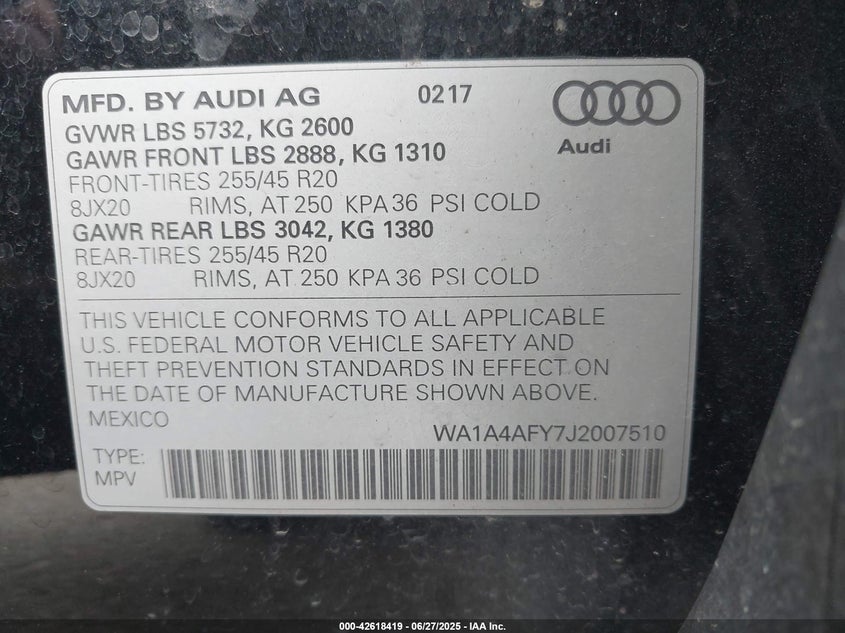 MFD. BY AUDI AG 0217
GVWR LBS 5732, KG 2600
GAWR FRONT LBS 2888, KG 1310
Audi
FRONT-TIRES 255/45 R20
8JX20 RIMS, AT 250 KPA 36 PSI COLD
GAWR REAR LBS 3042, KG 1380
REAR-TIRES 255/45 R20
8JX20 RIMS, AT 250 KPA 36 PSI COLD
THIS VEHICLE CONFORMS TO ALL APPLICABLE
U.S. FEDERAL MOTOR VEHICLE SAFETY AND
THEFT PREVENTION STANDARDS IN EFFECT ON
THE DATE OF MANUFACTURE SHOWN ABOVE.
MEXICO
WA1A4AFY7J2007510
TYPE:
MPV
000-42618419 - 06/27/2025 - IAA Inc.